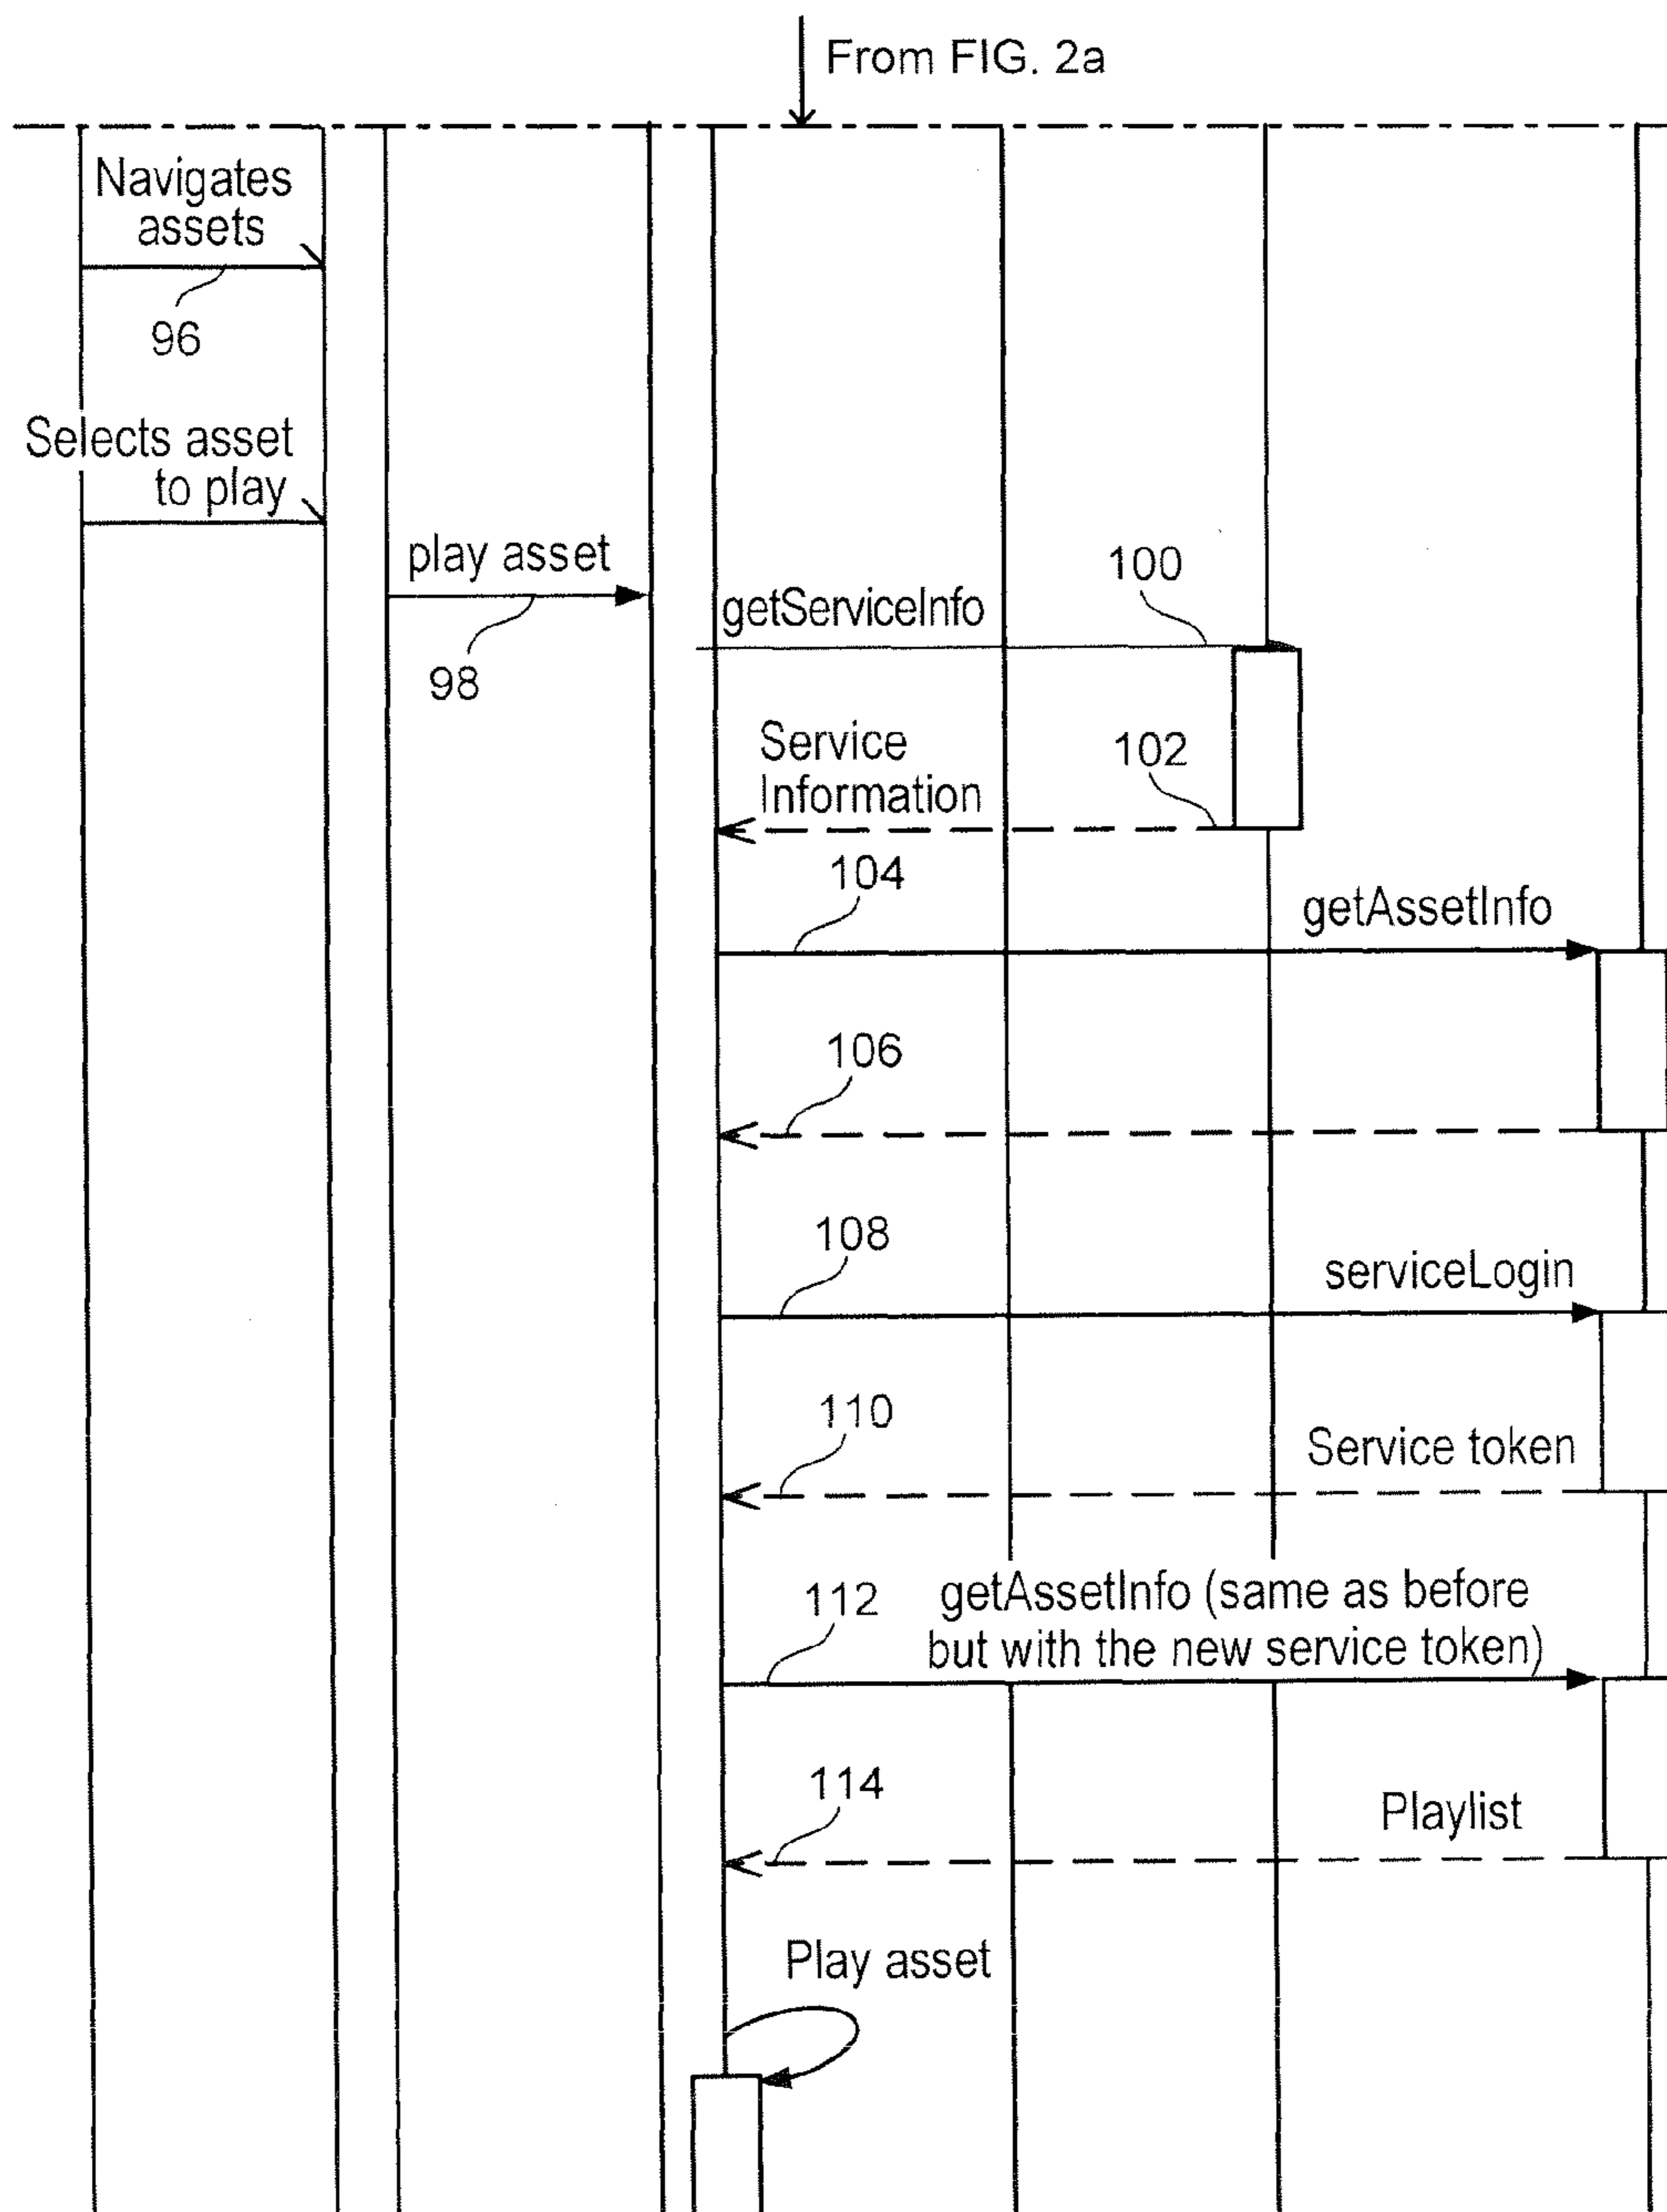 From FIG. 2a
Navigates
assets
96
Selects asset
to play
play asset
98
getServiceInfo
100
Service
Information
102
104
getAssetInfo
106
108
serviceLogin
110
Service token
112
getAssetInfo (same as before
but with the new service token)
114
Playlist
Play asset